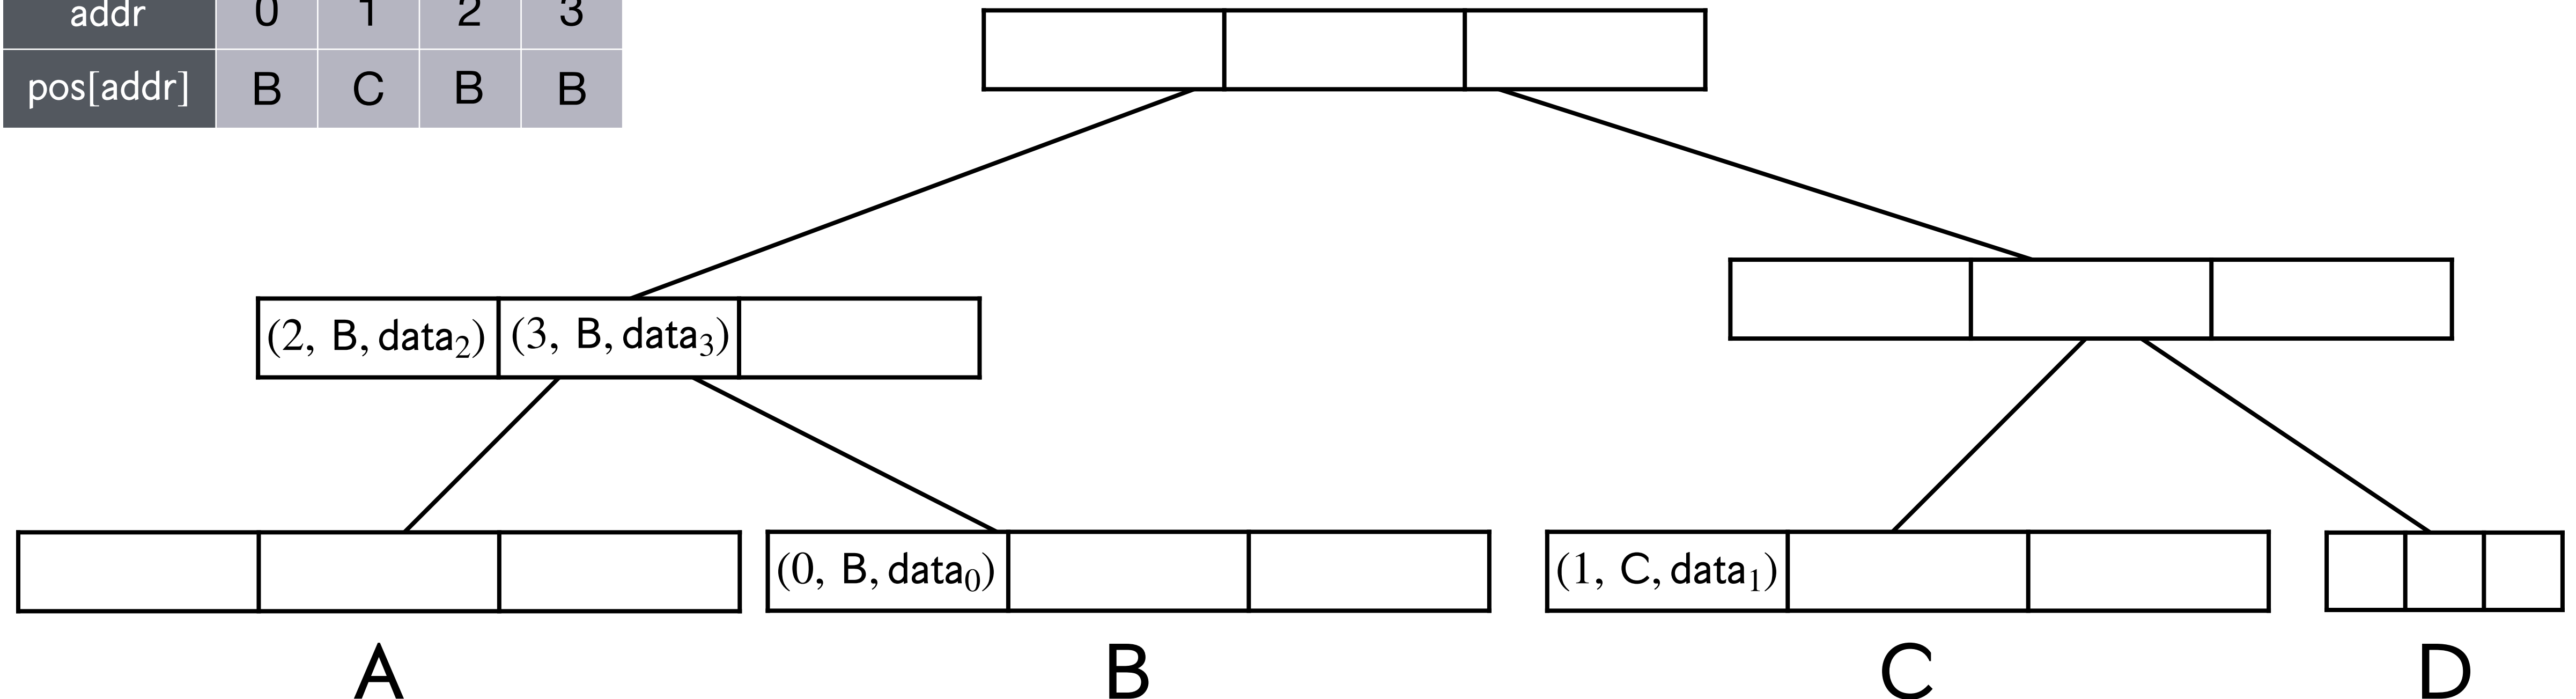 addr 0 1 2 3
pos[addr] B C B B
(2, B, data₂) (3, B, data₃)
(0, B, data₀) (1, C, data₁)
A B C D